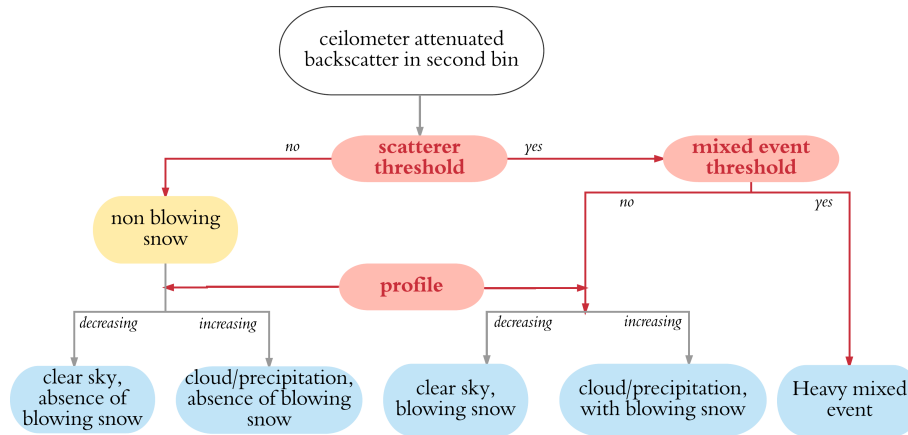 ceilometer attenuated
backscatter in second bin
no
scatterer
threshold
yes
mixed event
threshold
no
yes
non blowing
snow
profile
decreasing
increasing
decreasing
increasing
clear sky,
absence of
blowing snow
cloud/precipitation,
absence of blowing
snow
clear sky,
blowing snow
cloud/precipitation,
with blowing snow
Heavy mixed
event